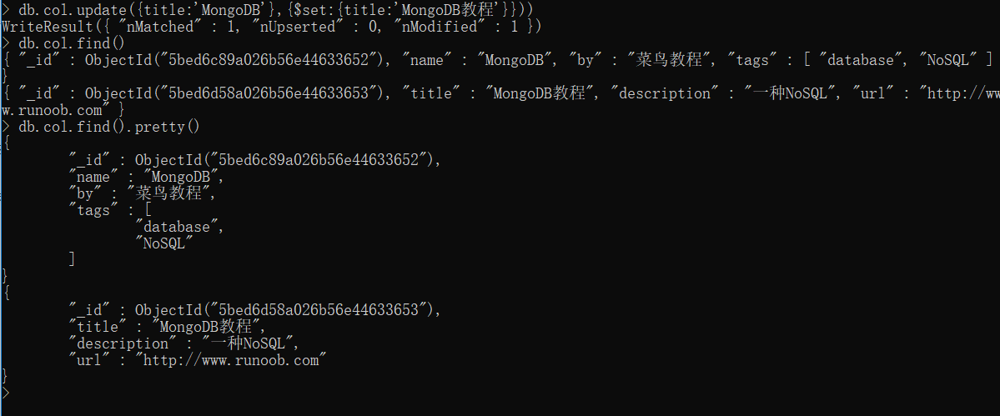 > db.col.update({title:'MongoDB'},{$set:{title:'MongoDB教程'}})
WriteResult({ "nMatched" : 1, "nUpserted" : 0, "nModified" : 1 })
> db.col.find()
{ "_id" : ObjectId("5bed6c89a026b56e44633652"), "name" : "MongoDB", "by" : "菜鸟教程", "tags" : [ "database", "NoSQL" ]
}
{ "_id" : ObjectId("5bed6d58a026b56e44633653"), "title" : "MongoDB教程", "description" : "一种NoSQL", "url" : "http://ww
w.runoob.com" }
> db.col.find().pretty()
{
        "_id" : ObjectId("5bed6c89a026b56e44633652"),
        "name" : "MongoDB",
        "by" : "菜鸟教程",
        "tags" : [
                "database",
                "NoSQL"
        ]
}
{
        "_id" : ObjectId("5bed6d58a026b56e44633653"),
        "title" : "MongoDB教程",
        "description" : "一种NoSQL",
        "url" : "http://www.runoob.com"
}
>